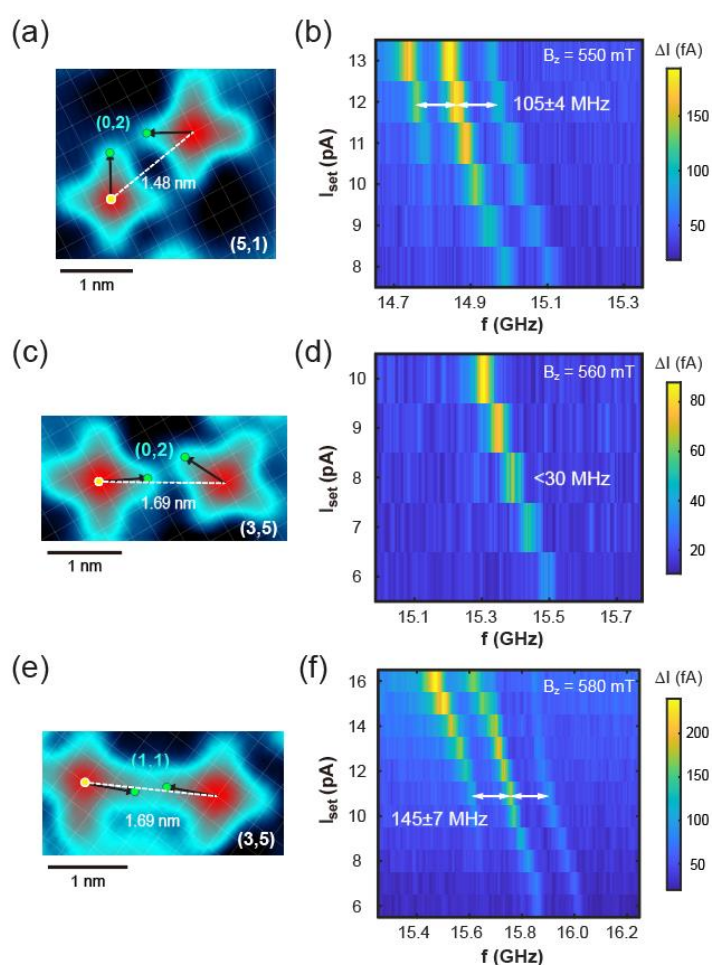 (a)
(0,2)
1.48 nm
(5,1)
1 nm
(b)
B_z = 550 mT
105±4 MHz
I_set (pA)
13
12
11
10
9
8
14.7 14.9 15.1 15.3
f (GHz)
ΔI (fA)
150
100
50
(c)
(0,2)
1.69 nm
(3,5)
1 nm
(d)
B_z = 560 mT
<30 MHz
I_set (pA)
10
9
8
7
6
15.1 15.3 15.5 15.7
f (GHz)
ΔI (fA)
80
60
40
20
(e)
(1,1)
1.69 nm
(3,5)
1 nm
(f)
B_z = 580 mT
145±7 MHz
I_set (pA)
16
14
12
10
8
6
15.4 15.6 15.8 16.0 16.2
f (GHz)
ΔI (fA)
200
150
100
50